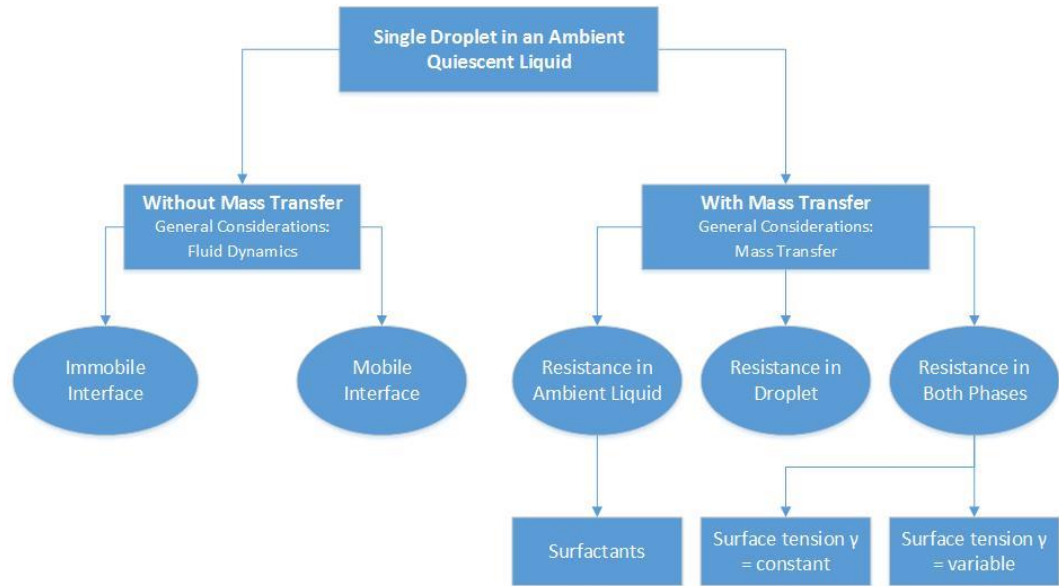 Single Droplet in an Ambient
Quiescent Liquid
Without Mass Transfer
General Considerations:
Fluid Dynamics
With Mass Transfer
General Considerations:
Mass Transfer
Immobile
Interface
Mobile
Interface
Resistance in
Ambient Liquid
Resistance in
Droplet
Resistance in
Both Phases
Surfactants
Surface tension γ
= constant
Surface tension γ
= variable